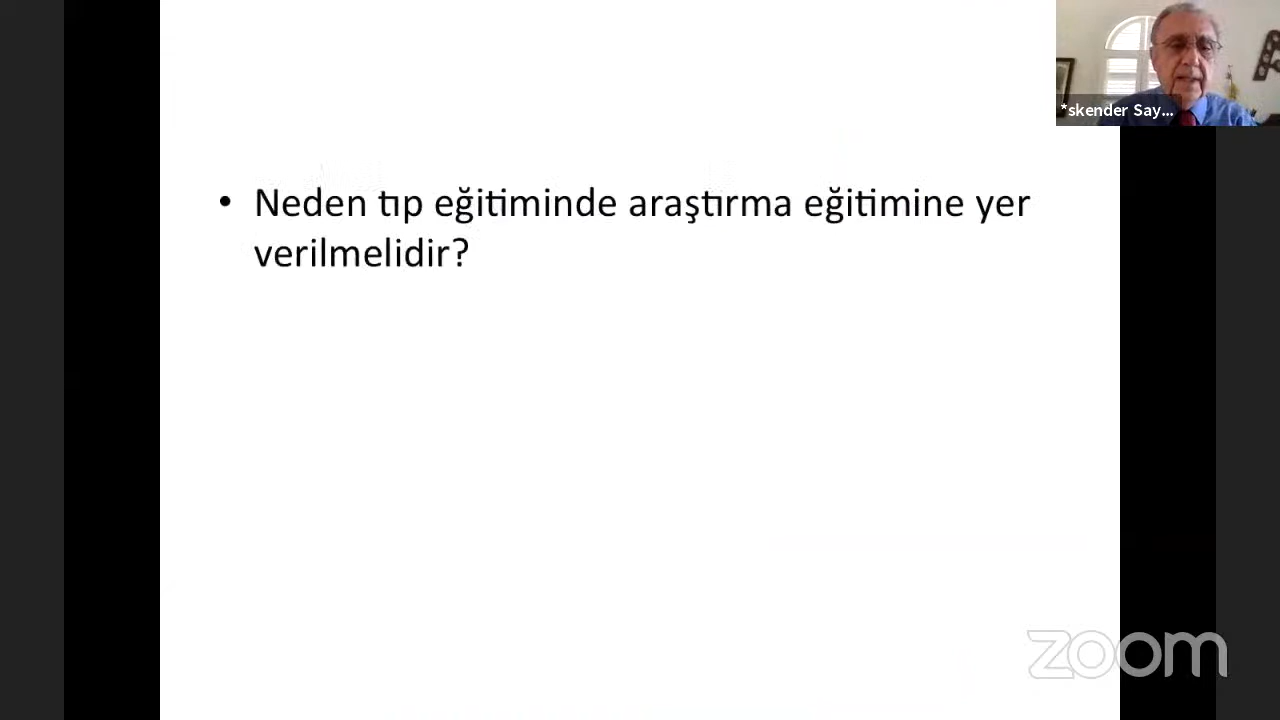 *skender Say...
• Neden tıp eğitiminde araştırma eğitimine yer
verilmelidir?
zoom